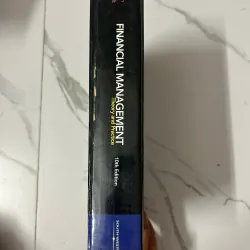 FINANCIAL MANAGEMENT
Theory and Practice
10th Edition